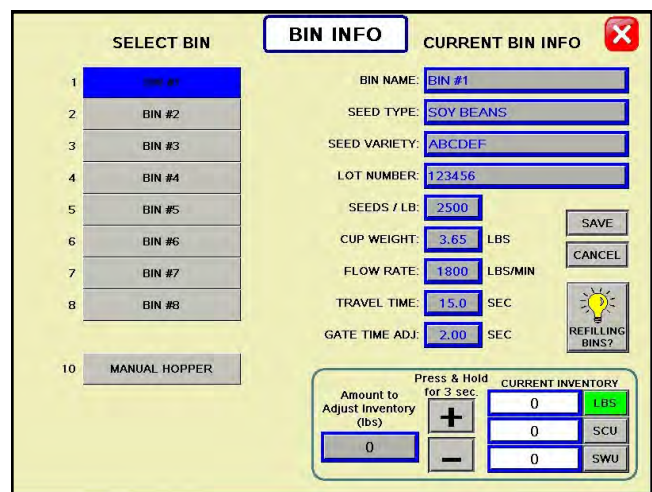 BIN INFO
SELECT BIN
CURRENT BIN INFO
1 BIN #1
2 BIN #2
3 BIN #3
4 BIN #4
5 BIN #5
6 BIN #6
7 BIN #7
8 BIN #8
10 MANUAL HOPPER
BIN NAME: BIN #1
SEED TYPE: SOY BEANS
SEED VARIETY: ABCDEF
LOT NUMBER: 123456
SEEDS / LB: 2500
CUP WEIGHT: 3.65 LBS
FLOW RATE: 1800 LBS/MIN
TRAVEL TIME: 15.0 SEC
GATE TIME ADJ: 2.00 SEC
SAVE
CANCEL
REFILLING
BINS?
Amount to
Adjust Inventory
(lbs)
0
Press & Hold
for 3 sec.
+
−
CURRENT INVENTORY
0 LBS
0 SCU
0 SWU